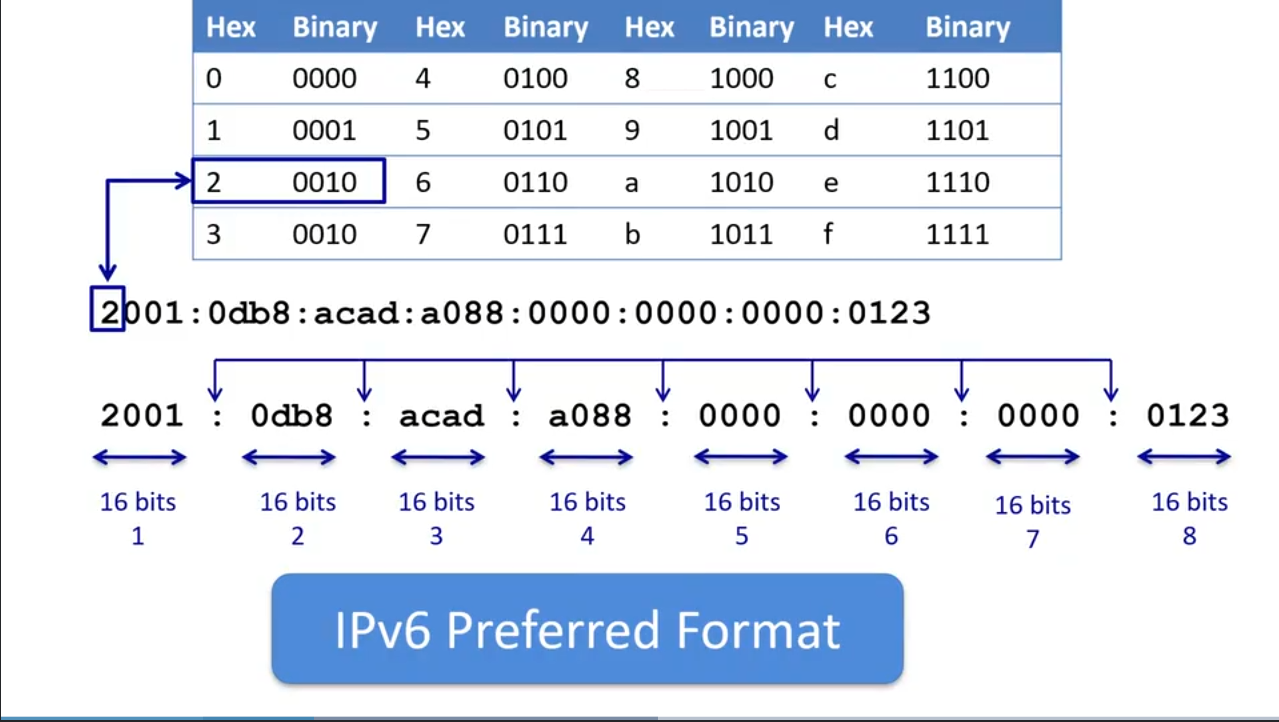 Hex Binary Hex Binary Hex Binary Hex Binary
0 0000 4 0100 8 1000 c 1100
1 0001 5 0101 9 1001 d 1101
2 0010 6 0110 a 1010 e 1110
3 0010 7 0111 b 1011 f 1111
2001:0db8:acad:a088:0000:0000:0000:0123
2001 : 0db8 : acad : a088 : 0000 : 0000 : 0000 : 0123
16 bits 16 bits 16 bits 16 bits 16 bits 16 bits 16 bits 16 bits
1 2 3 4 5 6 7 8
IPv6 Preferred Format